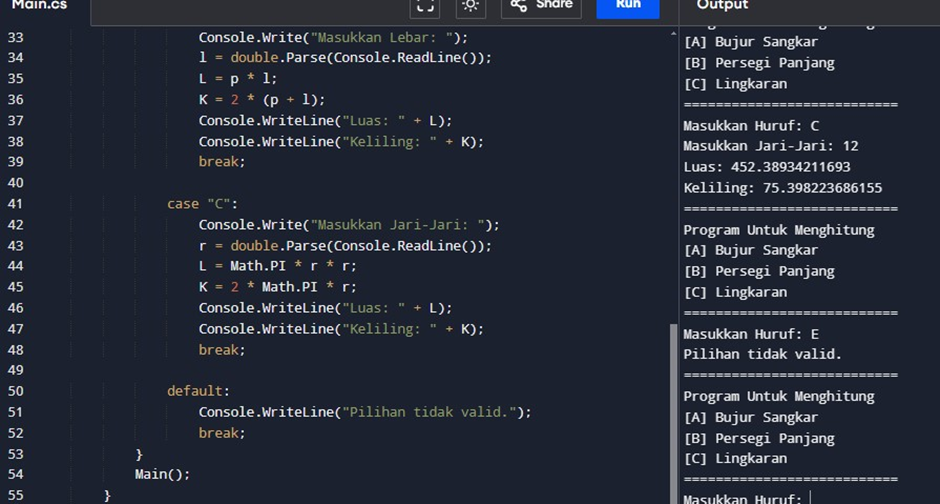 Main.cs
Share
Run
Output
33 Console.Write("Masukkan Lebar: ");
34 l = double.Parse(Console.ReadLine());
35 L = p * l;
36 K = 2 * (p + l);
37 Console.WriteLine("Luas: " + L);
38 Console.WriteLine("Keliling: " + K);
39 break;
40
41 case "C":
42 Console.Write("Masukkan Jari-Jari: ");
43 r = double.Parse(Console.ReadLine());
44 L = Math.PI * r * r;
45 K = 2 * Math.PI * r;
46 Console.WriteLine("Luas: " + L);
47 Console.WriteLine("Keliling: " + K);
48 break;
49
50 default:
51 Console.WriteLine("Pilihan tidak valid.");
52 break;
53 }
54 Main();
55 }
[A] Bujur Sangkar
[B] Persegi Panjang
[C] Lingkaran
===========================
Masukkan Huruf: C
Masukkan Jari-Jari: 12
Luas: 452.38934211693
Keliling: 75.398223686155
===========================
Program Untuk Menghitung
[A] Bujur Sangkar
[B] Persegi Panjang
[C] Lingkaran
===========================
Masukkan Huruf: E
Pilihan tidak valid.
===========================
Program Untuk Menghitung
[A] Bujur Sangkar
[B] Persegi Panjang
[C] Lingkaran
===========================
Masukkan Huruf: